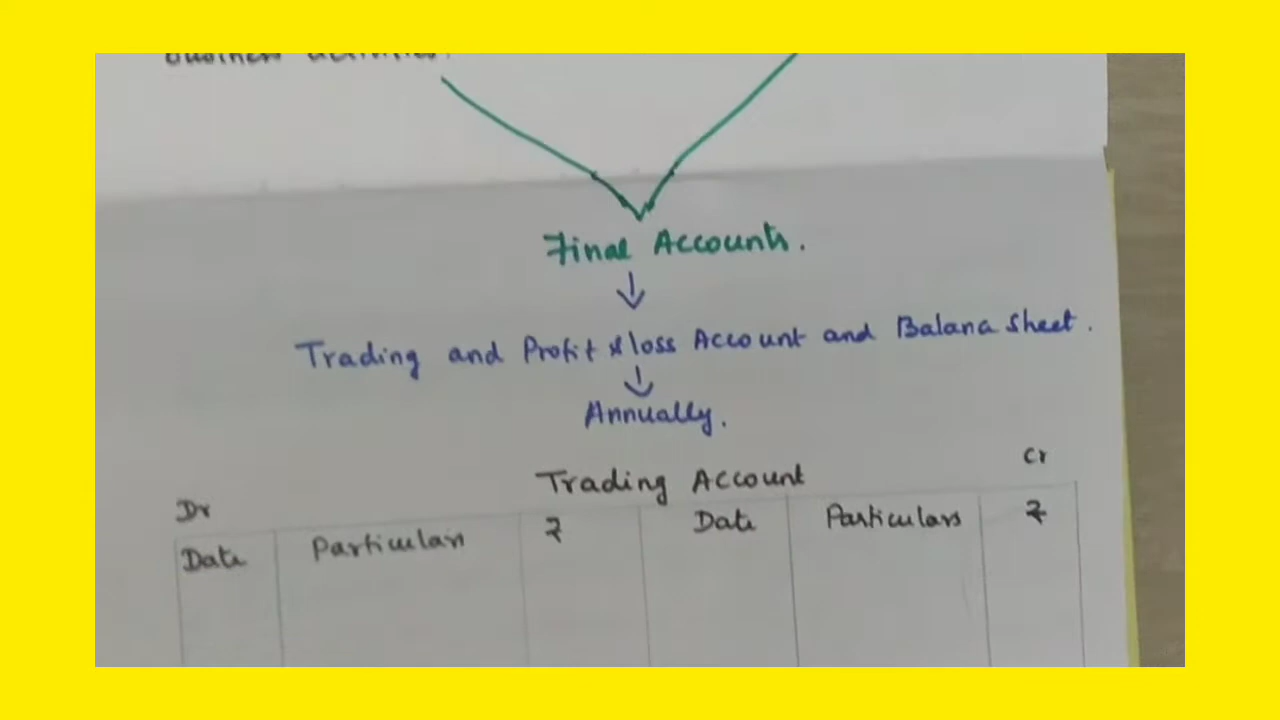 Final Accounts.
Trading and Profit & loss Account and Balance Sheet.
Annually.
Trading Account
Dr
Cr
Date Particulars ₹ Date Particulars ₹